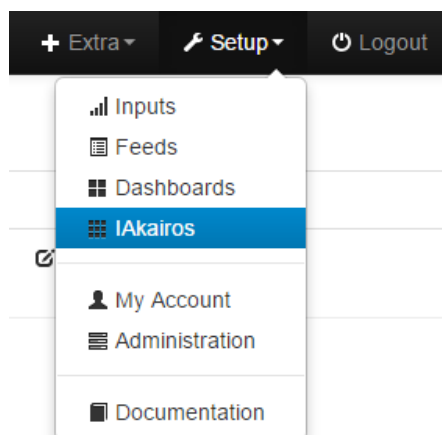 Extra Setup Logout
Inputs
Feeds
Dashboards
IAkairos
My Account
Administration
Documentation